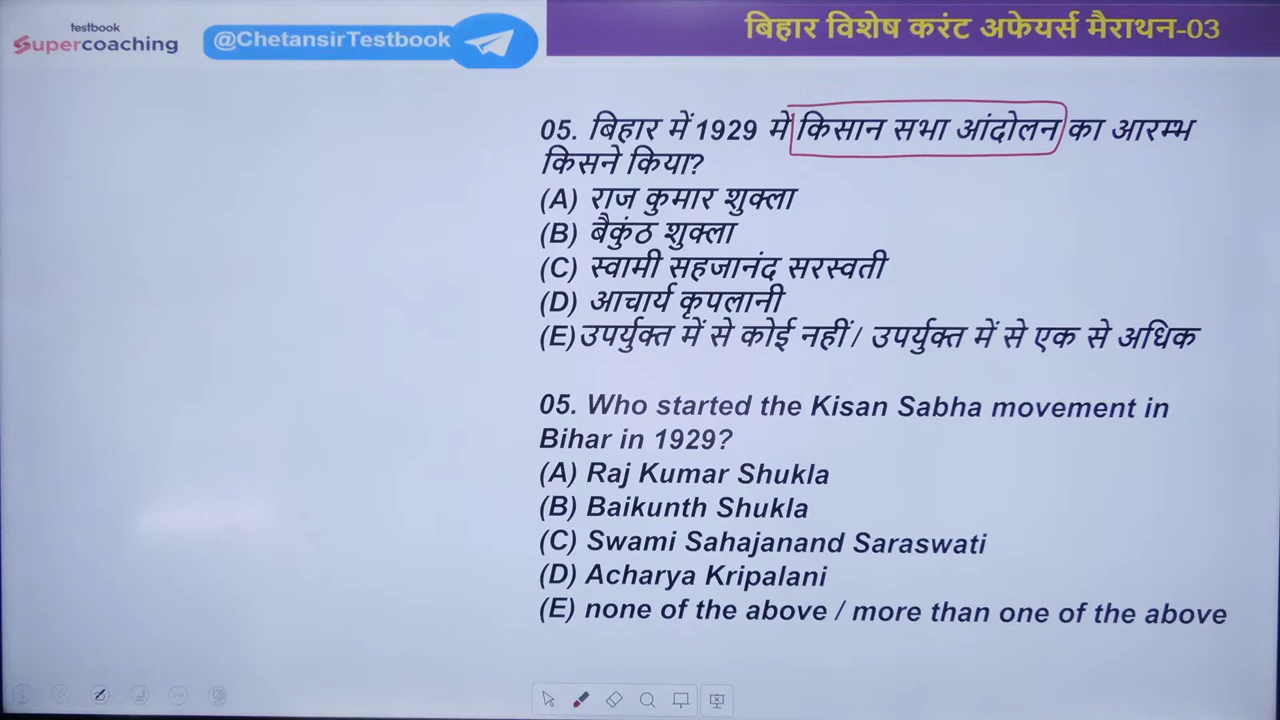 testbook
Supercoaching
@ChetansirTestbook
बिहार विशेष करंट अफेयर्स मैराथन-03
05. बिहार में 1929 में किसान सभा आंदोलन का आरम्भ
किसने किया?
(A) राज कुमार शुक्ला
(B) बैकुंठ शुक्ला
(C) स्वामी सहजानंद सरस्वती
(D) आचार्य कृपलानी
(E)उपर्युक्त में से कोई नहीं/ उपर्युक्त में से एक से अधिक
05. Who started the Kisan Sabha movement in
Bihar in 1929?
(A) Raj Kumar Shukla
(B) Baikunth Shukla
(C) Swami Sahajanand Saraswati
(D) Acharya Kripalani
(E) none of the above / more than one of the above